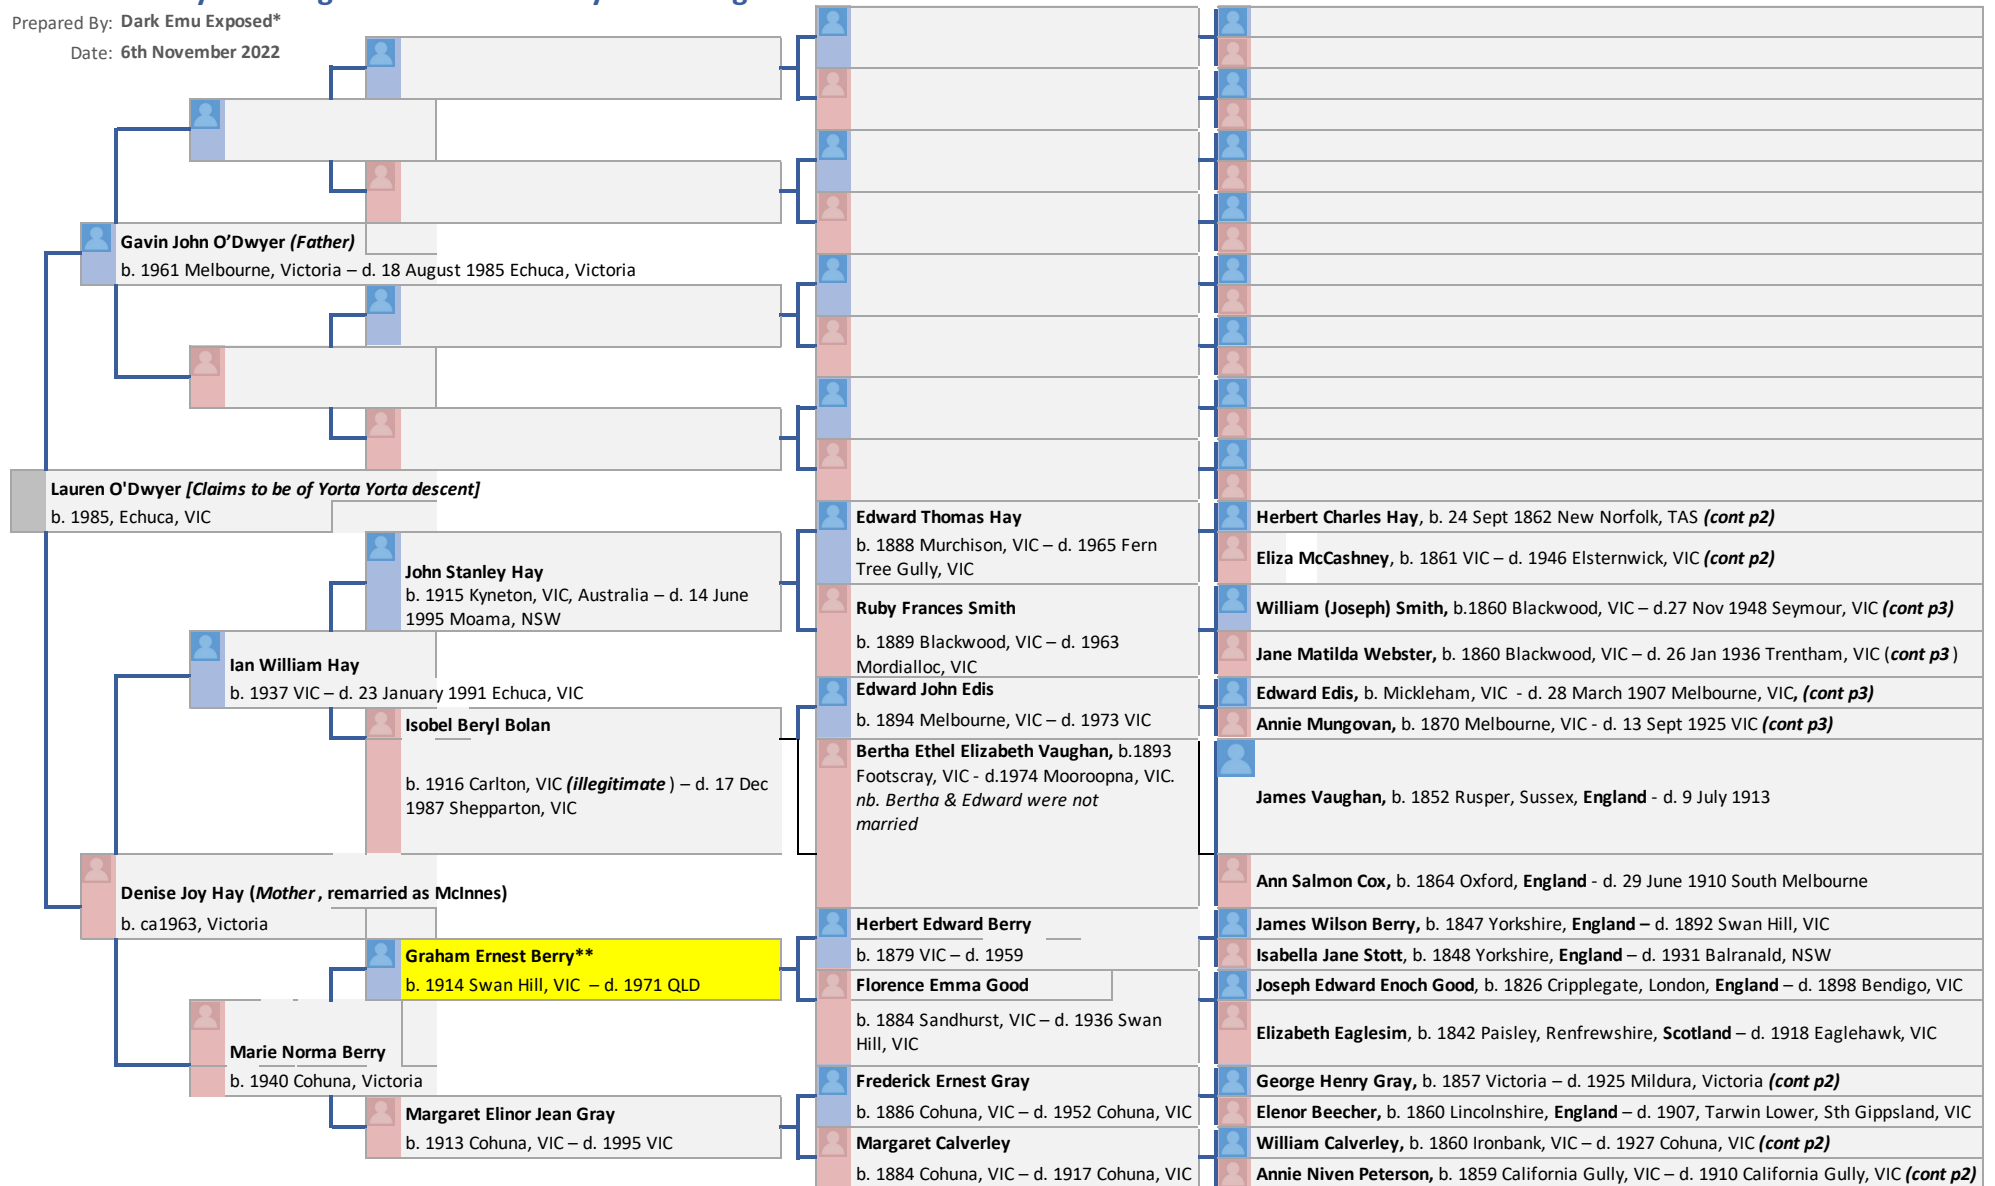 Prepared By: Dark Emu Exposed*
Date: 6th November 2022
Gavin John O’Dwyer (Father)
b. 1961 Melbourne, Victoria – d. 18 August 1985 Echuca, Victoria
Lauren O'Dwyer [Claims to be of Yorta Yorta descent]
b. 1985, Echuca, VIC
Denise Joy Hay (Mother , remarried as McInnes)
b. ca1963, Victoria
Ian William Hay
b. 1937 VIC – d. 23 January 1991 Echuca, VIC
Marie Norma Berry
b. 1940 Cohuna, Victoria
John Stanley Hay
b. 1915 Kyneton, VIC, Australia – d. 14 June
1995 Moama, NSW
Isobel Beryl Bolan
b. 1916 Carlton, VIC (illegitimate ) – d. 17 Dec
1987 Shepparton, VIC
Graham Ernest Berry**
b. 1914 Swan Hill, VIC – d. 1971 QLD
Margaret Elinor Jean Gray
b. 1913 Cohuna, VIC – d. 1995 VIC
Edward Thomas Hay
b. 1888 Murchison, VIC – d. 1965 Fern
Tree Gully, VIC
Ruby Frances Smith
b. 1889 Blackwood, VIC – d. 1963
Mordialloc, VIC
Edward John Edis
b. 1894 Melbourne, VIC – d. 1973 VIC
Bertha Ethel Elizabeth Vaughan, b.1893
Footscray, VIC - d.1974 Mooroopna, VIC.
nb. Bertha & Edward were not
married
Herbert Edward Berry
b. 1879 VIC – d. 1959
Florence Emma Good
b. 1884 Sandhurst, VIC – d. 1936 Swan
Hill, VIC
Frederick Ernest Gray
b. 1886 Cohuna, VIC – d. 1952 Cohuna, VIC
Margaret Calverley
b. 1884 Cohuna, VIC – d. 1917 Cohuna, VIC
Herbert Charles Hay, b. 24 Sept 1862 New Norfolk, TAS (cont p2)
Eliza McCashney, b. 1861 VIC – d. 1946 Elsternwick, VIC (cont p2)
William (Joseph) Smith, b.1860 Blackwood, VIC – d.27 Nov 1948 Seymour, VIC (cont p3)
Jane Matilda Webster, b. 1860 Blackwood, VIC – d. 26 Jan 1936 Trentham, VIC (cont p3 )
Edward Edis, b. Mickleham, VIC - d. 28 March 1907 Melbourne, VIC, (cont p3)
Annie Mungovan, b. 1870 Melbourne, VIC - d. 13 Sept 1925 VIC (cont p3)
James Vaughan, b. 1852 Rusper, Sussex, England - d. 9 July 1913
Ann Salmon Cox, b. 1864 Oxford, England - d. 29 June 1910 South Melbourne
James Wilson Berry, b. 1847 Yorkshire, England – d. 1892 Swan Hill, VIC
Isabella Jane Stott, b. 1848 Yorkshire, England – d. 1931 Balranald, NSW
Joseph Edward Enoch Good, b. 1826 Cripplegate, London, England – d. 1898 Bendigo, VIC
Elizabeth Eaglesim, b. 1842 Paisley, Renfrewshire, Scotland – d. 1918 Eaglehawk, VIC
George Henry Gray, b. 1857 Victoria – d. 1925 Mildura, Victoria (cont p2)
Elenor Beecher, b. 1860 Lincolnshire, England – d. 1907, Tarwin Lower, Sth Gippsland, VIC
William Calverley, b. 1860 Ironbank, VIC – d. 1927 Cohuna, VIC (cont p2)
Annie Niven Peterson, b. 1859 California Gully, VIC – d. 1910 California Gully, VIC (cont p2)